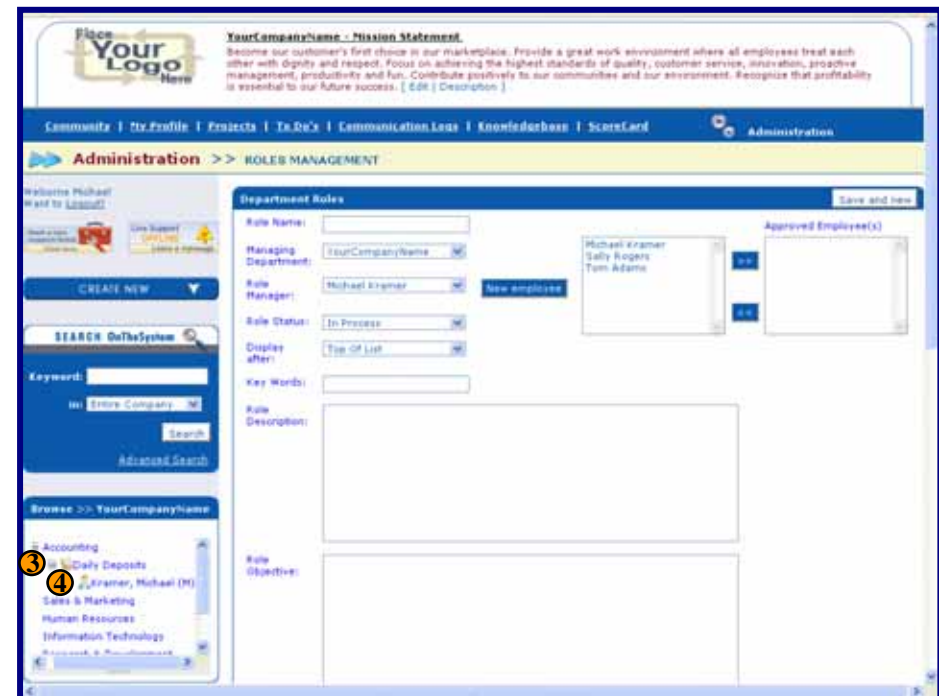 Place
Your
Logo
Here
YourCompanyName - Mission Statement
Become our customer's first choice in our marketplace. Provide a great work environment where all employees treat each
other with dignity and respect. Focus on achieving the highest standards of quality, customer service, innovation, proactive
management, productivity and fun. Contribute positively to our communities and our environment. Recognize that profitability
is essential to our future success. [ Edit | Description ]
Community | My Profile | Projects | To Do's | Communication Logs | Knowledgebase | ScoreCard
Administration
Administration >> ROLES MANAGEMENT
Welcome Michael!
Want to Logout?
Live Support
OFFLINE
Leave a message
CREATE NEW
SEARCH OnTheSystem
Keyword:
In: Entire Company
Search
Advanced Search
Browse >> YourCompanyName
Accounting
3 Daily Deposits
4 Kramer, Michael (M)
Sales & Marketing
Human Resources
Information Technology
Research & Development
Department Roles
Save and new
Role Name:
Managing
Department:
YourCompanyName
Role
Manager:
Michael Kramer
New employee
Role Status:
In Process
Display
after:
Top Of List
Key Words:
Role
Description:
Role
Objective:
Michael Kramer
Sally Rogers
Tom Adams
>>
<<
Approved Employee(s)